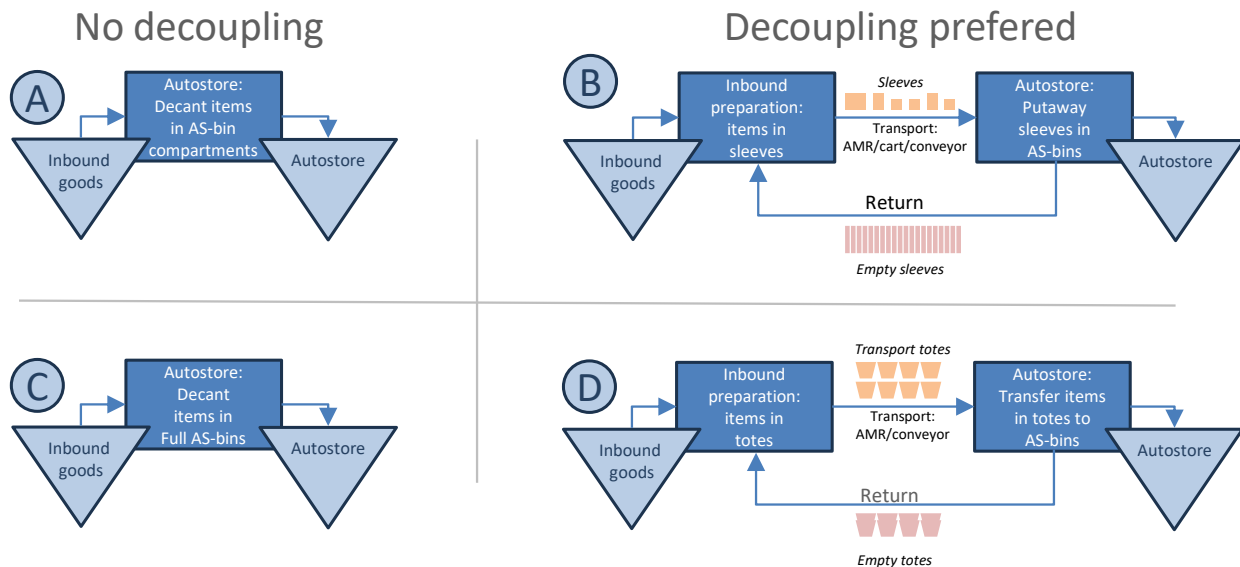 No decoupling
Decoupling prefered
A
Autostore:
Decant items
in AS-bin
compartments
Inbound
goods
Autostore
B
Inbound
preparation:
items in
sleeves
Sleeves
Transport:
AMR/cart/conveyor
Autostore:
Putaway
sleeves in
AS-bins
Inbound
goods
Autostore
Return
Empty sleeves
C
Autostore:
Decant
items in
Full AS-bins
Inbound
goods
Autostore
D
Inbound
preparation:
items in
totes
Transport totes
Transport:
AMR/conveyor
Autostore:
Transfer items
in totes to
AS-bins
Inbound
goods
Autostore
Return
Empty totes